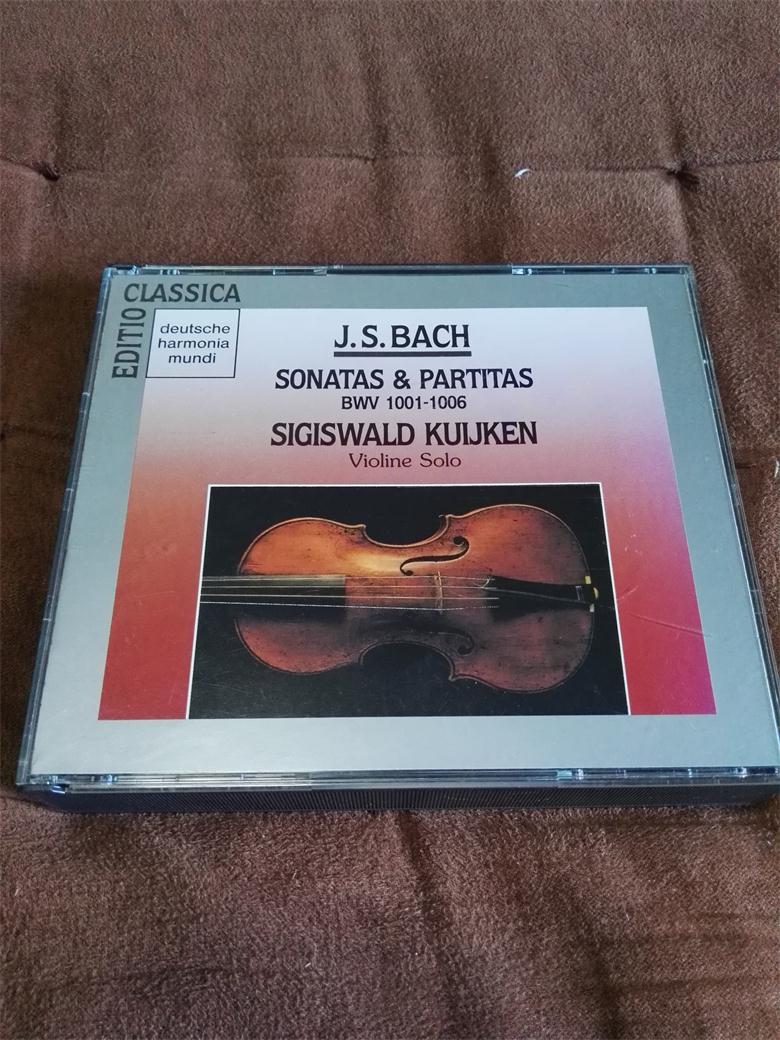 EDITIO CLASSICA
deutsche
harmonia
mundi
J. S. BACH
SONATAS & PARTITAS
BWV 1001-1006
SIGISWALD KUIJKEN
Violine Solo